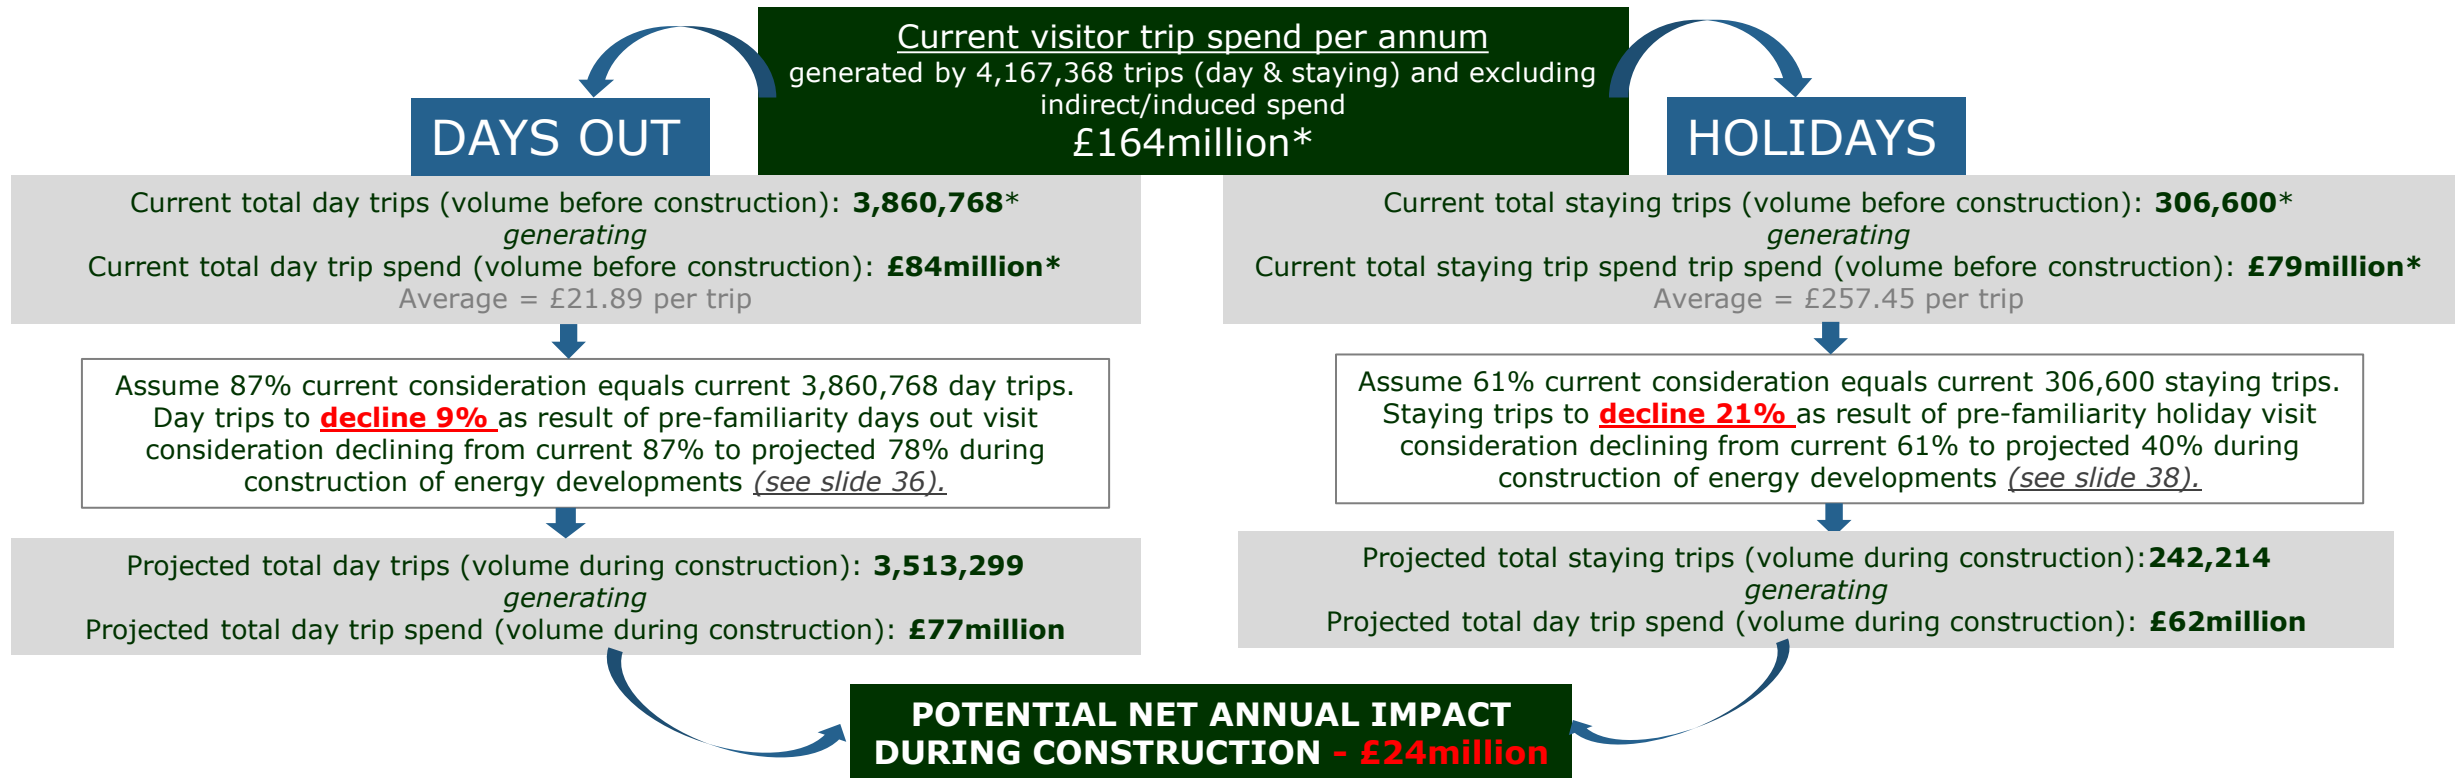 Current visitor trip spend per annum
generated by 4,167,368 trips (day & staying) and excluding
indirect/induced spend
£164million*
DAYS OUT
Current total day trips (volume before construction): 3,860,768*
generating
Current total day trip spend (volume before construction): £84million*
Average = £21.89 per trip
Assume 87% current consideration equals current 3,860,768 day trips.
Day trips to decline 9% as result of pre-familiarity days out visit
consideration declining from current 87% to projected 78% during
construction of energy developments (see slide 36).
Projected total day trips (volume during construction): 3,513,299
generating
Projected total day trip spend (volume during construction): £77million
HOLIDAYS
Current total staying trips (volume before construction): 306,600*
generating
Current total staying trip spend trip spend (volume before construction): £79million*
Average = £257.45 per trip
Assume 61% current consideration equals current 306,600 staying trips.
Staying trips to decline 21% as result of pre-familiarity holiday visit
consideration declining from current 61% to projected 40% during
construction of energy developments (see slide 38).
Projected total staying trips (volume during construction):242,214
generating
Projected total day trip spend (volume during construction): £62million
POTENTIAL NET ANNUAL IMPACT
DURING CONSTRUCTION - £24million